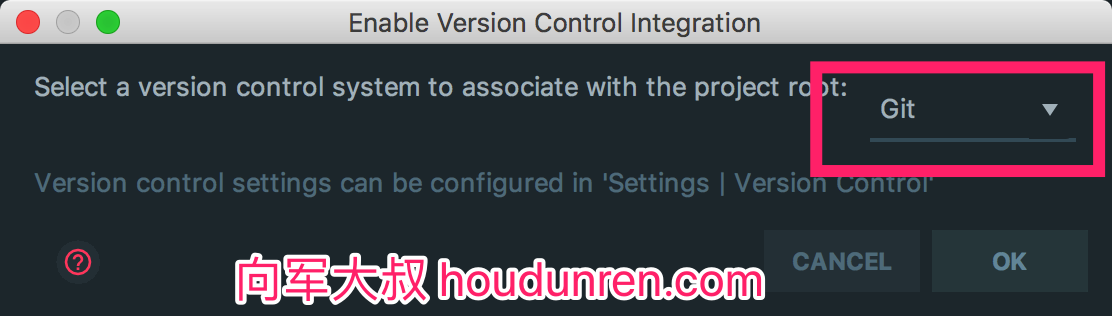 Enable Version Control Integration
Select a version control system to associate with the project root:
Git
Version control settings can be configured in 'Settings | Version Control'
?
CANCEL
OK
向军大叔 houdunren.com